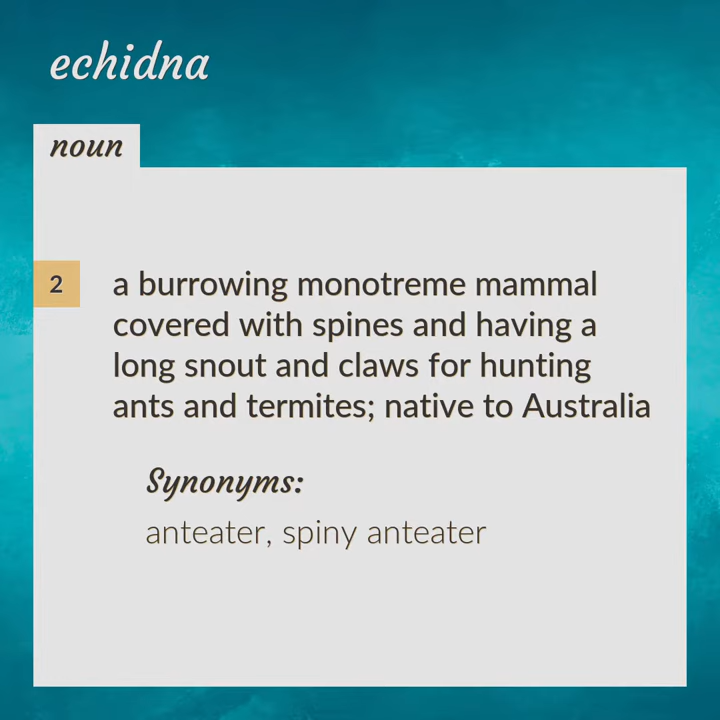 echidna
noun
2
a burrowing monotreme mammal
covered with spines and having a
long snout and claws for hunting
ants and termites; native to Australia
Synonyms:
anteater, spiny anteater